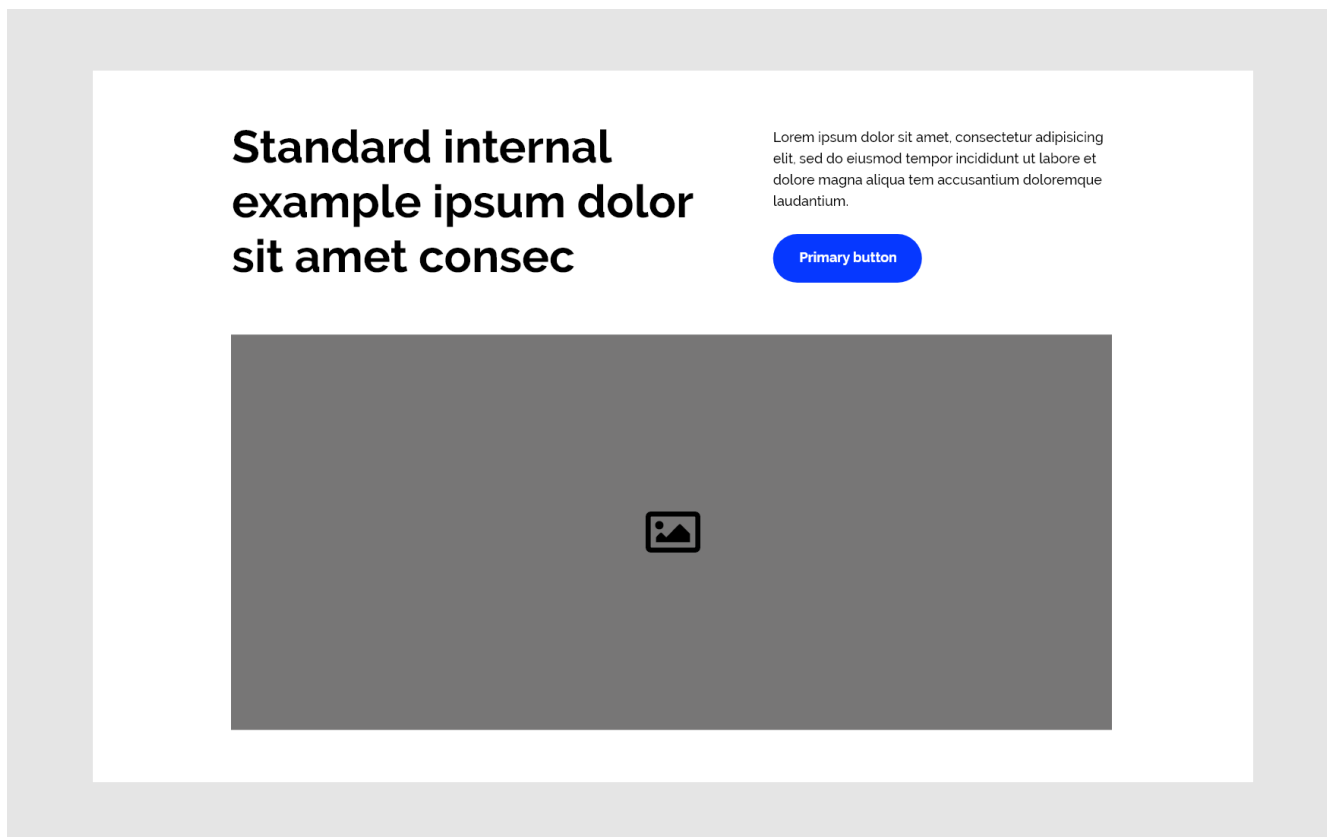 Standard internal
example ipsum dolor
sit amet consec
Lorem ipsum dolor sit amet, consectetur adipisicing
elit, sed do eiusmod tempor incididunt ut labore et
dolore magna aliqua tem accusantium doloremque
laudantium.
Primary button